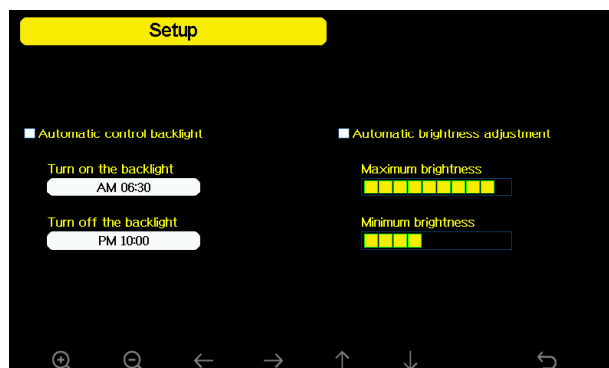 Setup
Automatic control backlight
Automatic brightness adjustment
Turn on the backlight
AM 06:30
Maximum brightness
Turn off the backlight
PM 10:00
Minimum brightness